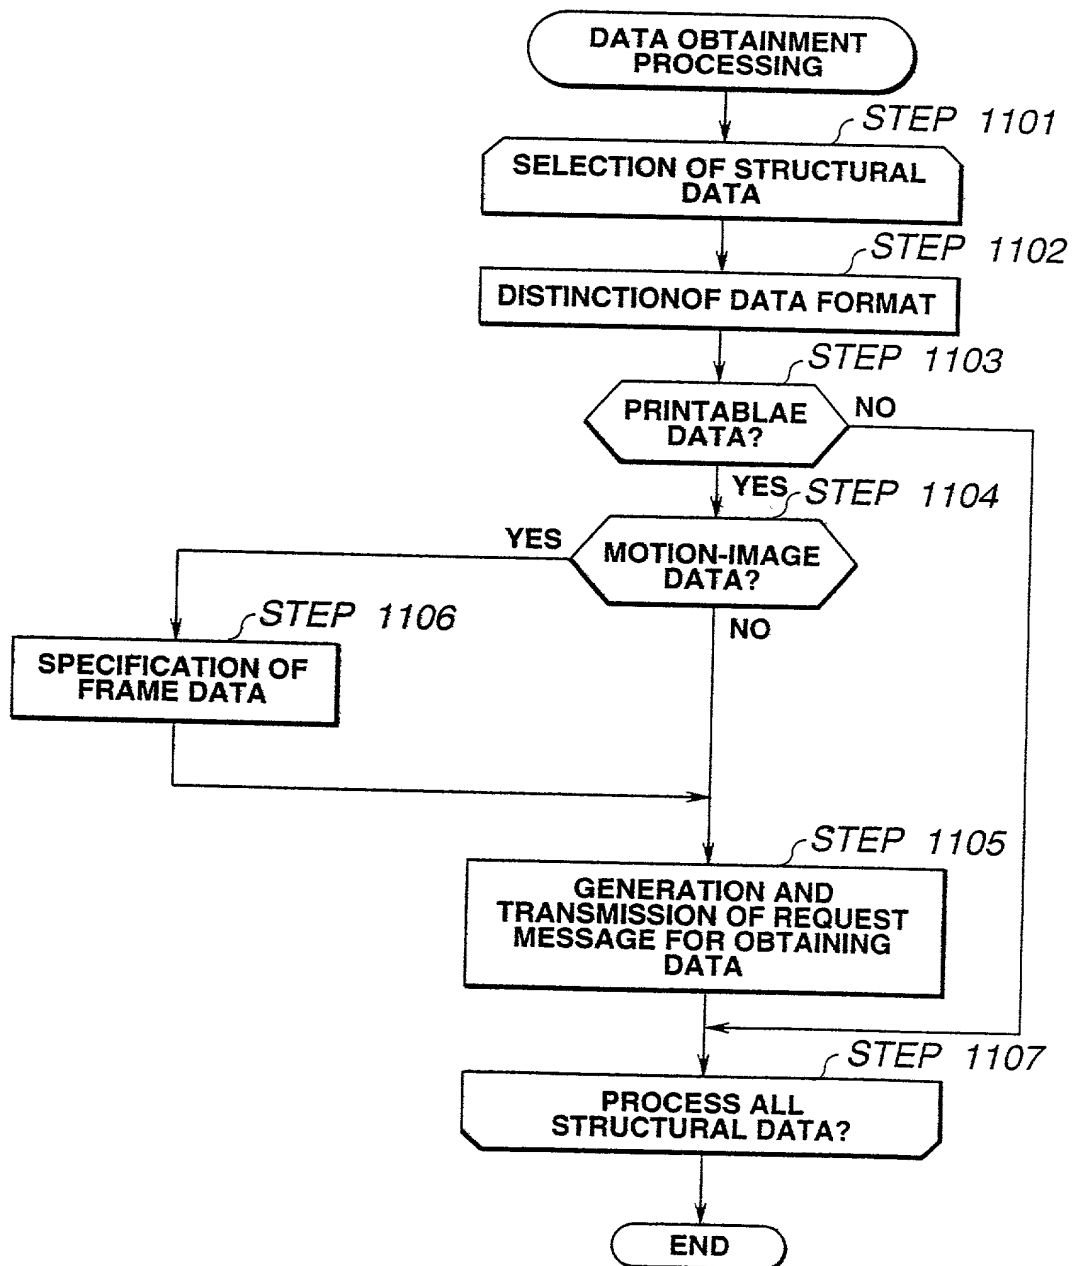 DATA OBTAINMENT
PROCESSING
STEP 1101
SELECTION OF STRUCTURAL
DATA
STEP 1102
DISTINCTIONOF DATA FORMAT
STEP 1103
PRINTABLAE
DATA?
NO
YES
STEP 1104
YES
MOTION-IMAGE
DATA?
NO
STEP 1106
SPECIFICATION OF
FRAME DATA
STEP 1105
GENERATION AND
TRANSMISSION OF REQUEST
MESSAGE FOR OBTAINING
DATA
STEP 1107
PROCESS ALL
STRUCTURAL DATA?
END